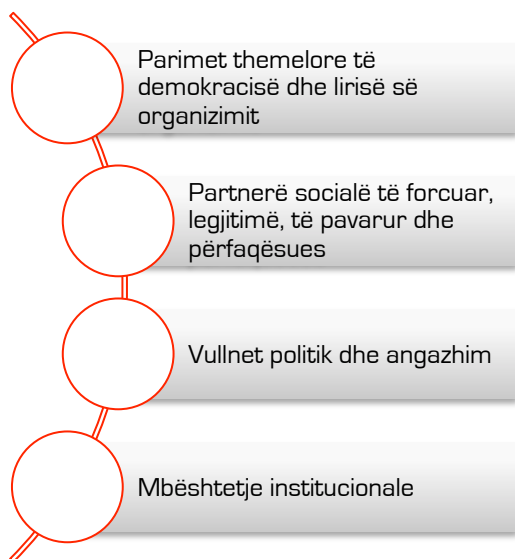 Parimet themelore të
demokracisë dhe lirisë së
organizimit
Partnerë socialë të forcuar,
legjitimë, të pavarur dhe
përfaqësues
Vullnet politik dhe angazhim
Mbështetje institucionale